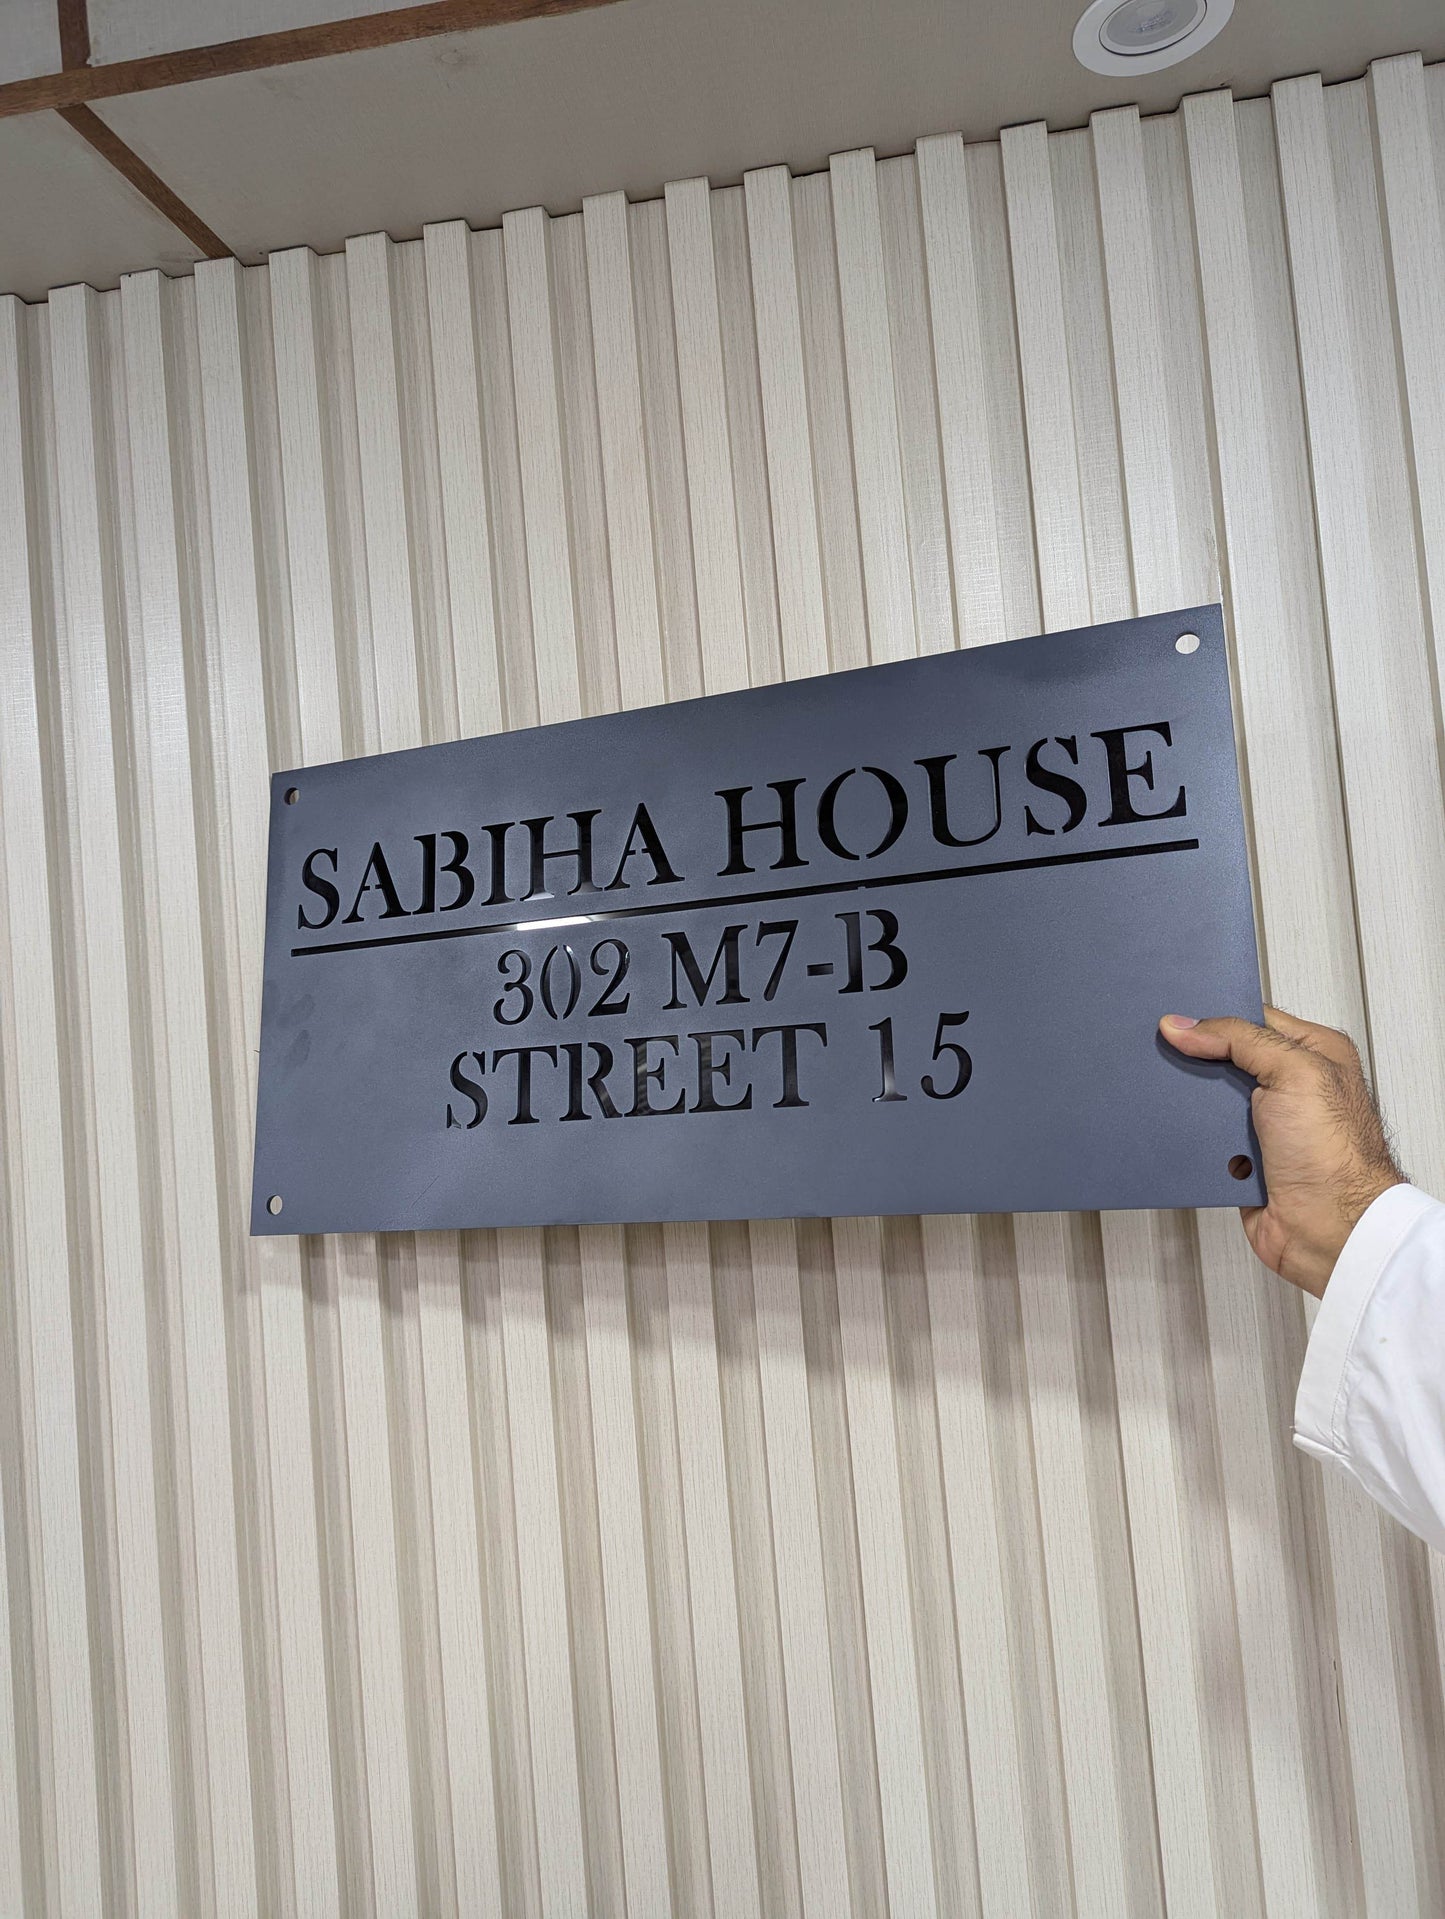 SABIHA HOUSE
302 M7-B
STREET 15